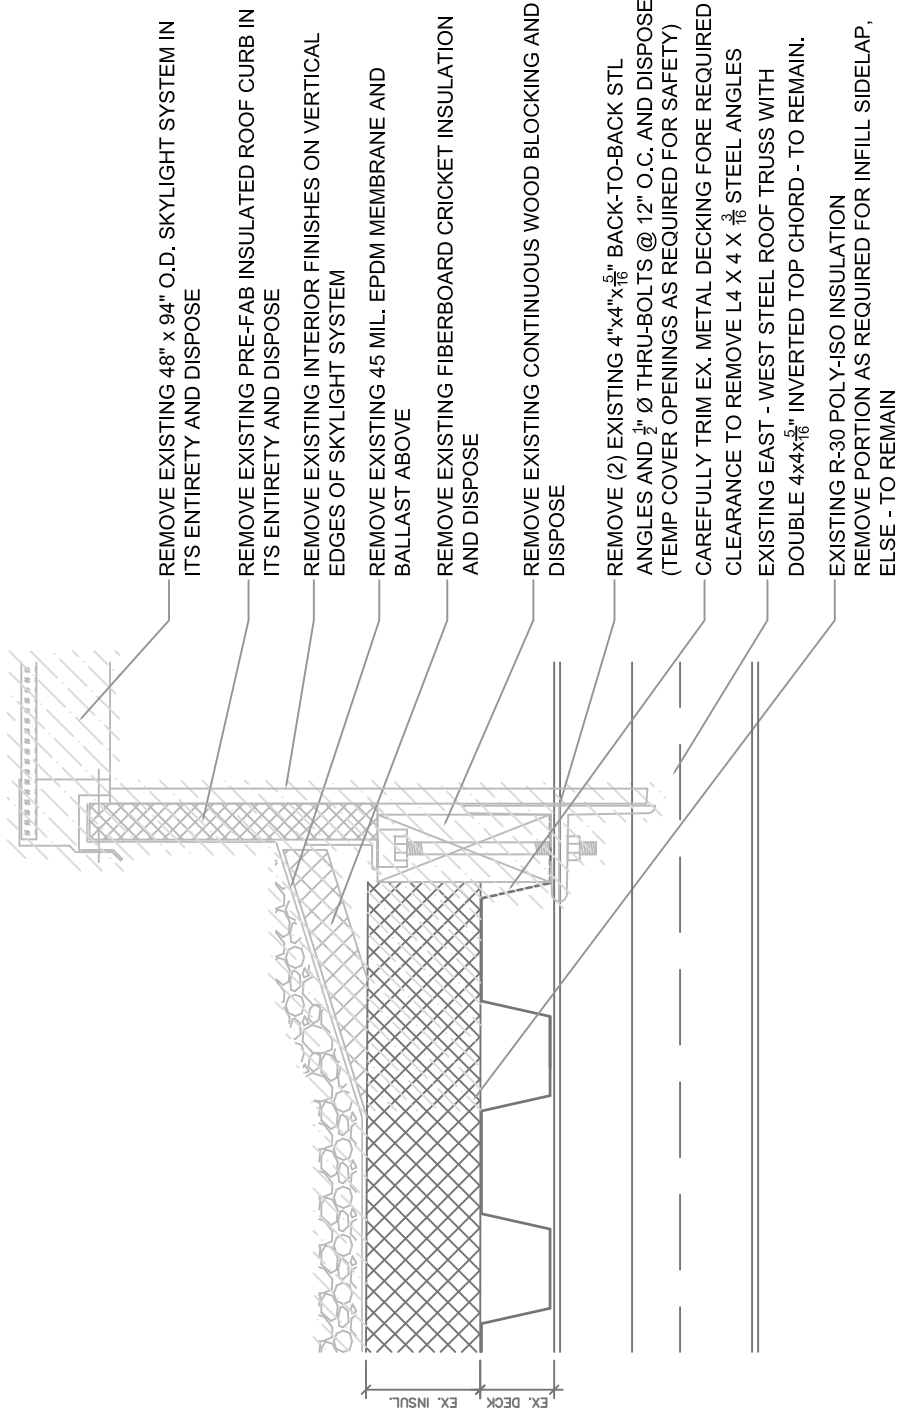 REMOVE EXISTING 48" x 94" O.D. SKYLIGHT SYSTEM IN
ITS ENTIRETY AND DISPOSE
REMOVE EXISTING PRE-FAB INSULATED ROOF CURB IN
ITS ENTIRETY AND DISPOSE
REMOVE EXISTING INTERIOR FINISHES ON VERTICAL
EDGES OF SKYLIGHT SYSTEM
REMOVE EXISTING 45 MIL. EPDM MEMBRANE AND
BALLAST ABOVE
REMOVE EXISTING FIBERBOARD CRICKET INSULATION
AND DISPOSE
REMOVE EXISTING CONTINUOUS WOOD BLOCKING AND
DISPOSE
REMOVE (2) EXISTING 4"x4"x5/16" BACK-TO-BACK STL
ANGLES AND 1/2" Ø THRU-BOLTS @ 12" O.C. AND DISPOSE
(TEMP COVER OPENINGS AS REQUIRED FOR SAFETY)
CAREFULLY TRIM EX. METAL DECKING FORE REQUIRED
CLEARANCE TO REMOVE L4 X 4 X 3/16 STEEL ANGLES
EXISTING EAST - WEST STEEL ROOF TRUSS WITH
DOUBLE 4x4x5/16" INVERTED TOP CHORD - TO REMAIN.
EXISTING R-30 POLY-ISO INSULATION
REMOVE PORTION AS REQUIRED FOR INFILL SIDELAP,
ELSE - TO REMAIN
EX. INSUL.
EX. DECK